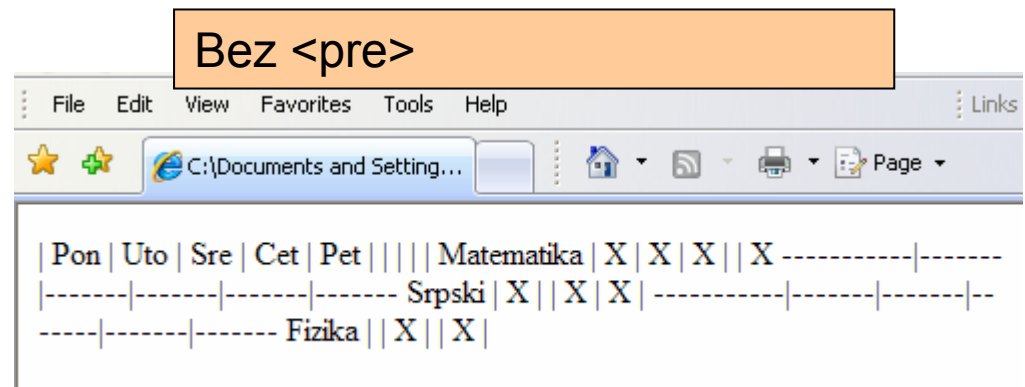 Bez <pre>
File Edit View Favorites Tools Help Links
C:\Documents and Setting... Page
| Pon | Uto | Sre | Cet | Pet | | | | | Matematika | X | X | X | | X -----------|-------
|-------|-------|-------|------- Srpski | X | | X | X | -----------|-------|-------|--
-----|-------|------- Fizika | | X | | X |